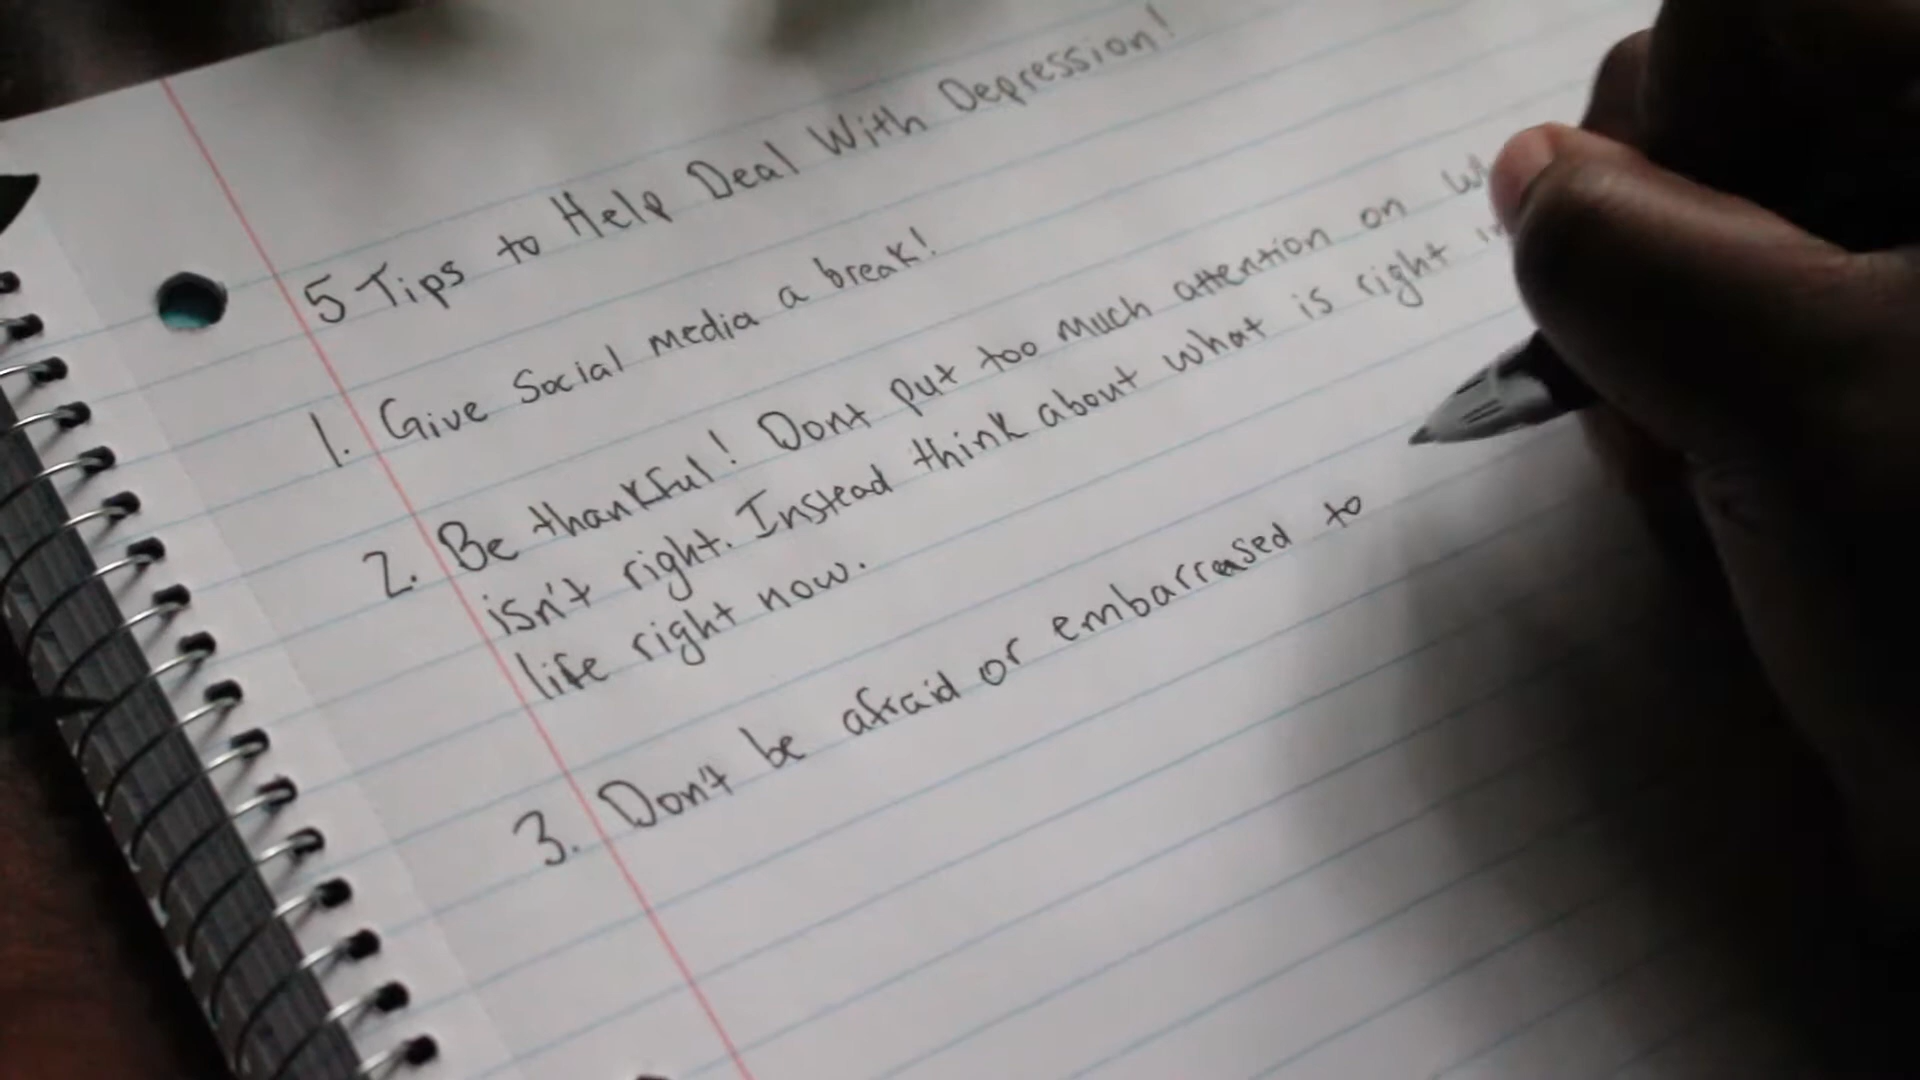 5 Tips to Help Deal With Depression!
1. Give Social Media a break!
2. Be thankful! Dont put too much attention on
isn't right. Instead think about what is right
life right now.
3. Don't be afraid or embarrased to